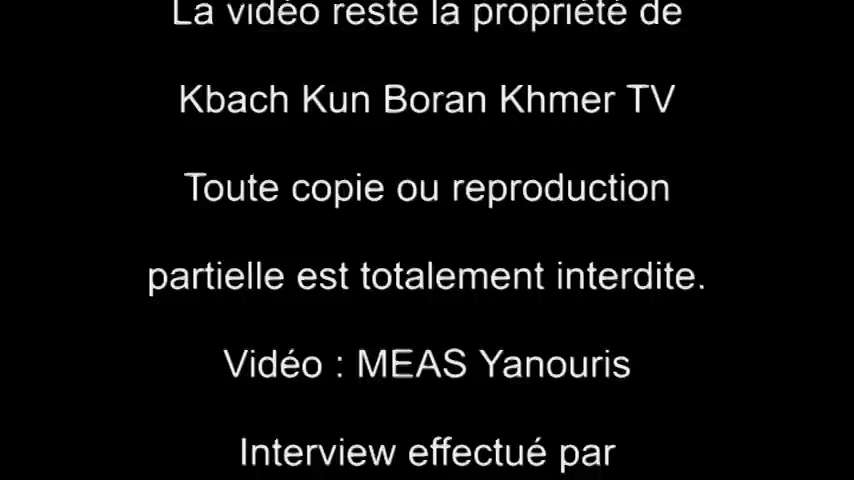 La vidéo reste la propriété de
Kbach Kun Boran Khmer TV
Toute copie ou reproduction
partielle est totalement interdite.
Vidéo : MEAS Yanouris
Interview effectué par